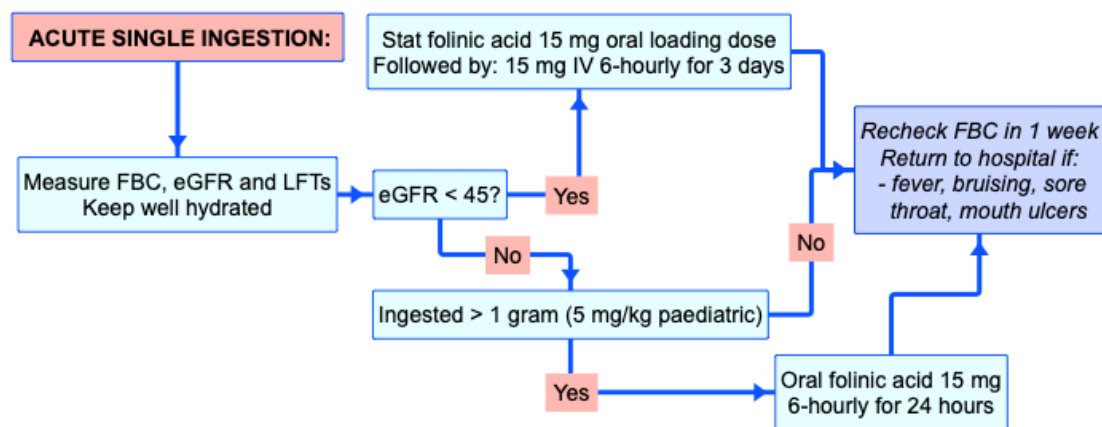 ACUTE SINGLE INGESTION:
Measure FBC, eGFR and LFTs
Keep well hydrated
eGFR < 45?
Yes
Stat folinic acid 15 mg oral loading dose
Followed by: 15 mg IV 6-hourly for 3 days
No
Ingested > 1 gram (5 mg/kg paediatric)
No
Yes
Oral folinic acid 15 mg
6-hourly for 24 hours
Recheck FBC in 1 week
Return to hospital if:
- fever, bruising, sore
throat, mouth ulcers